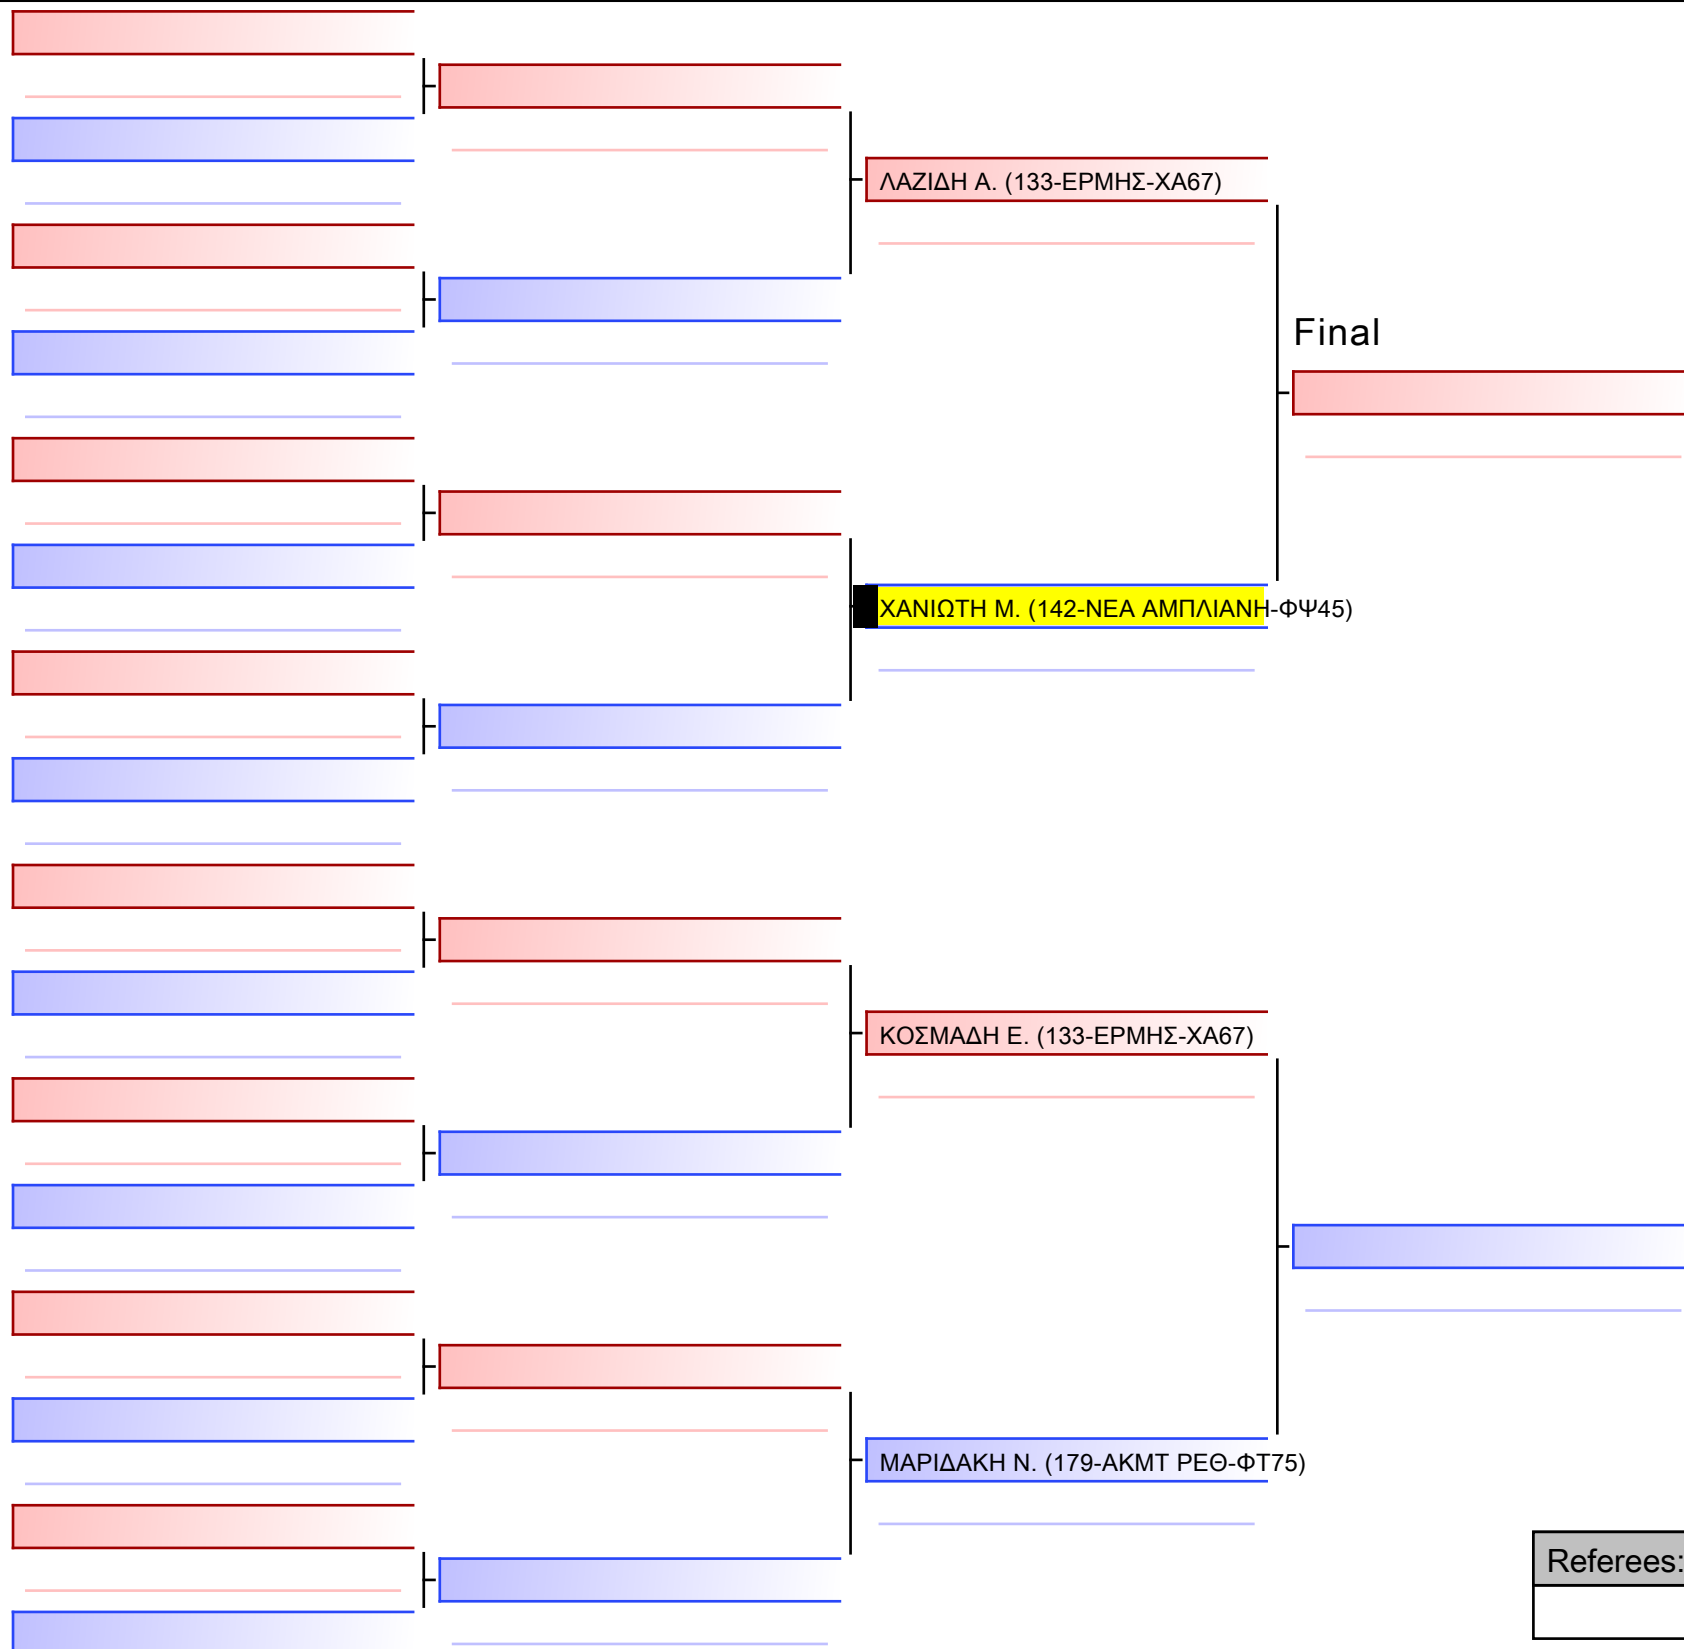 ΛΑΖΙΔΗ Α. (133-ΕΡΜΗΣ-ΧΑ67)
Final
ΧΑΝΙΩΤΗ Μ. (142-ΝΕΑ ΑΜΠΛΙΑΝΗ-ΦΨ45)
ΚΟΣΜΑΔΗ Ε. (133-ΕΡΜΗΣ-ΧΑ67)
ΜΑΡΙΔΑΚΗ Ν. (179-ΑΚΜΤ ΡΕΘ-ΦΤ75)
Referees: